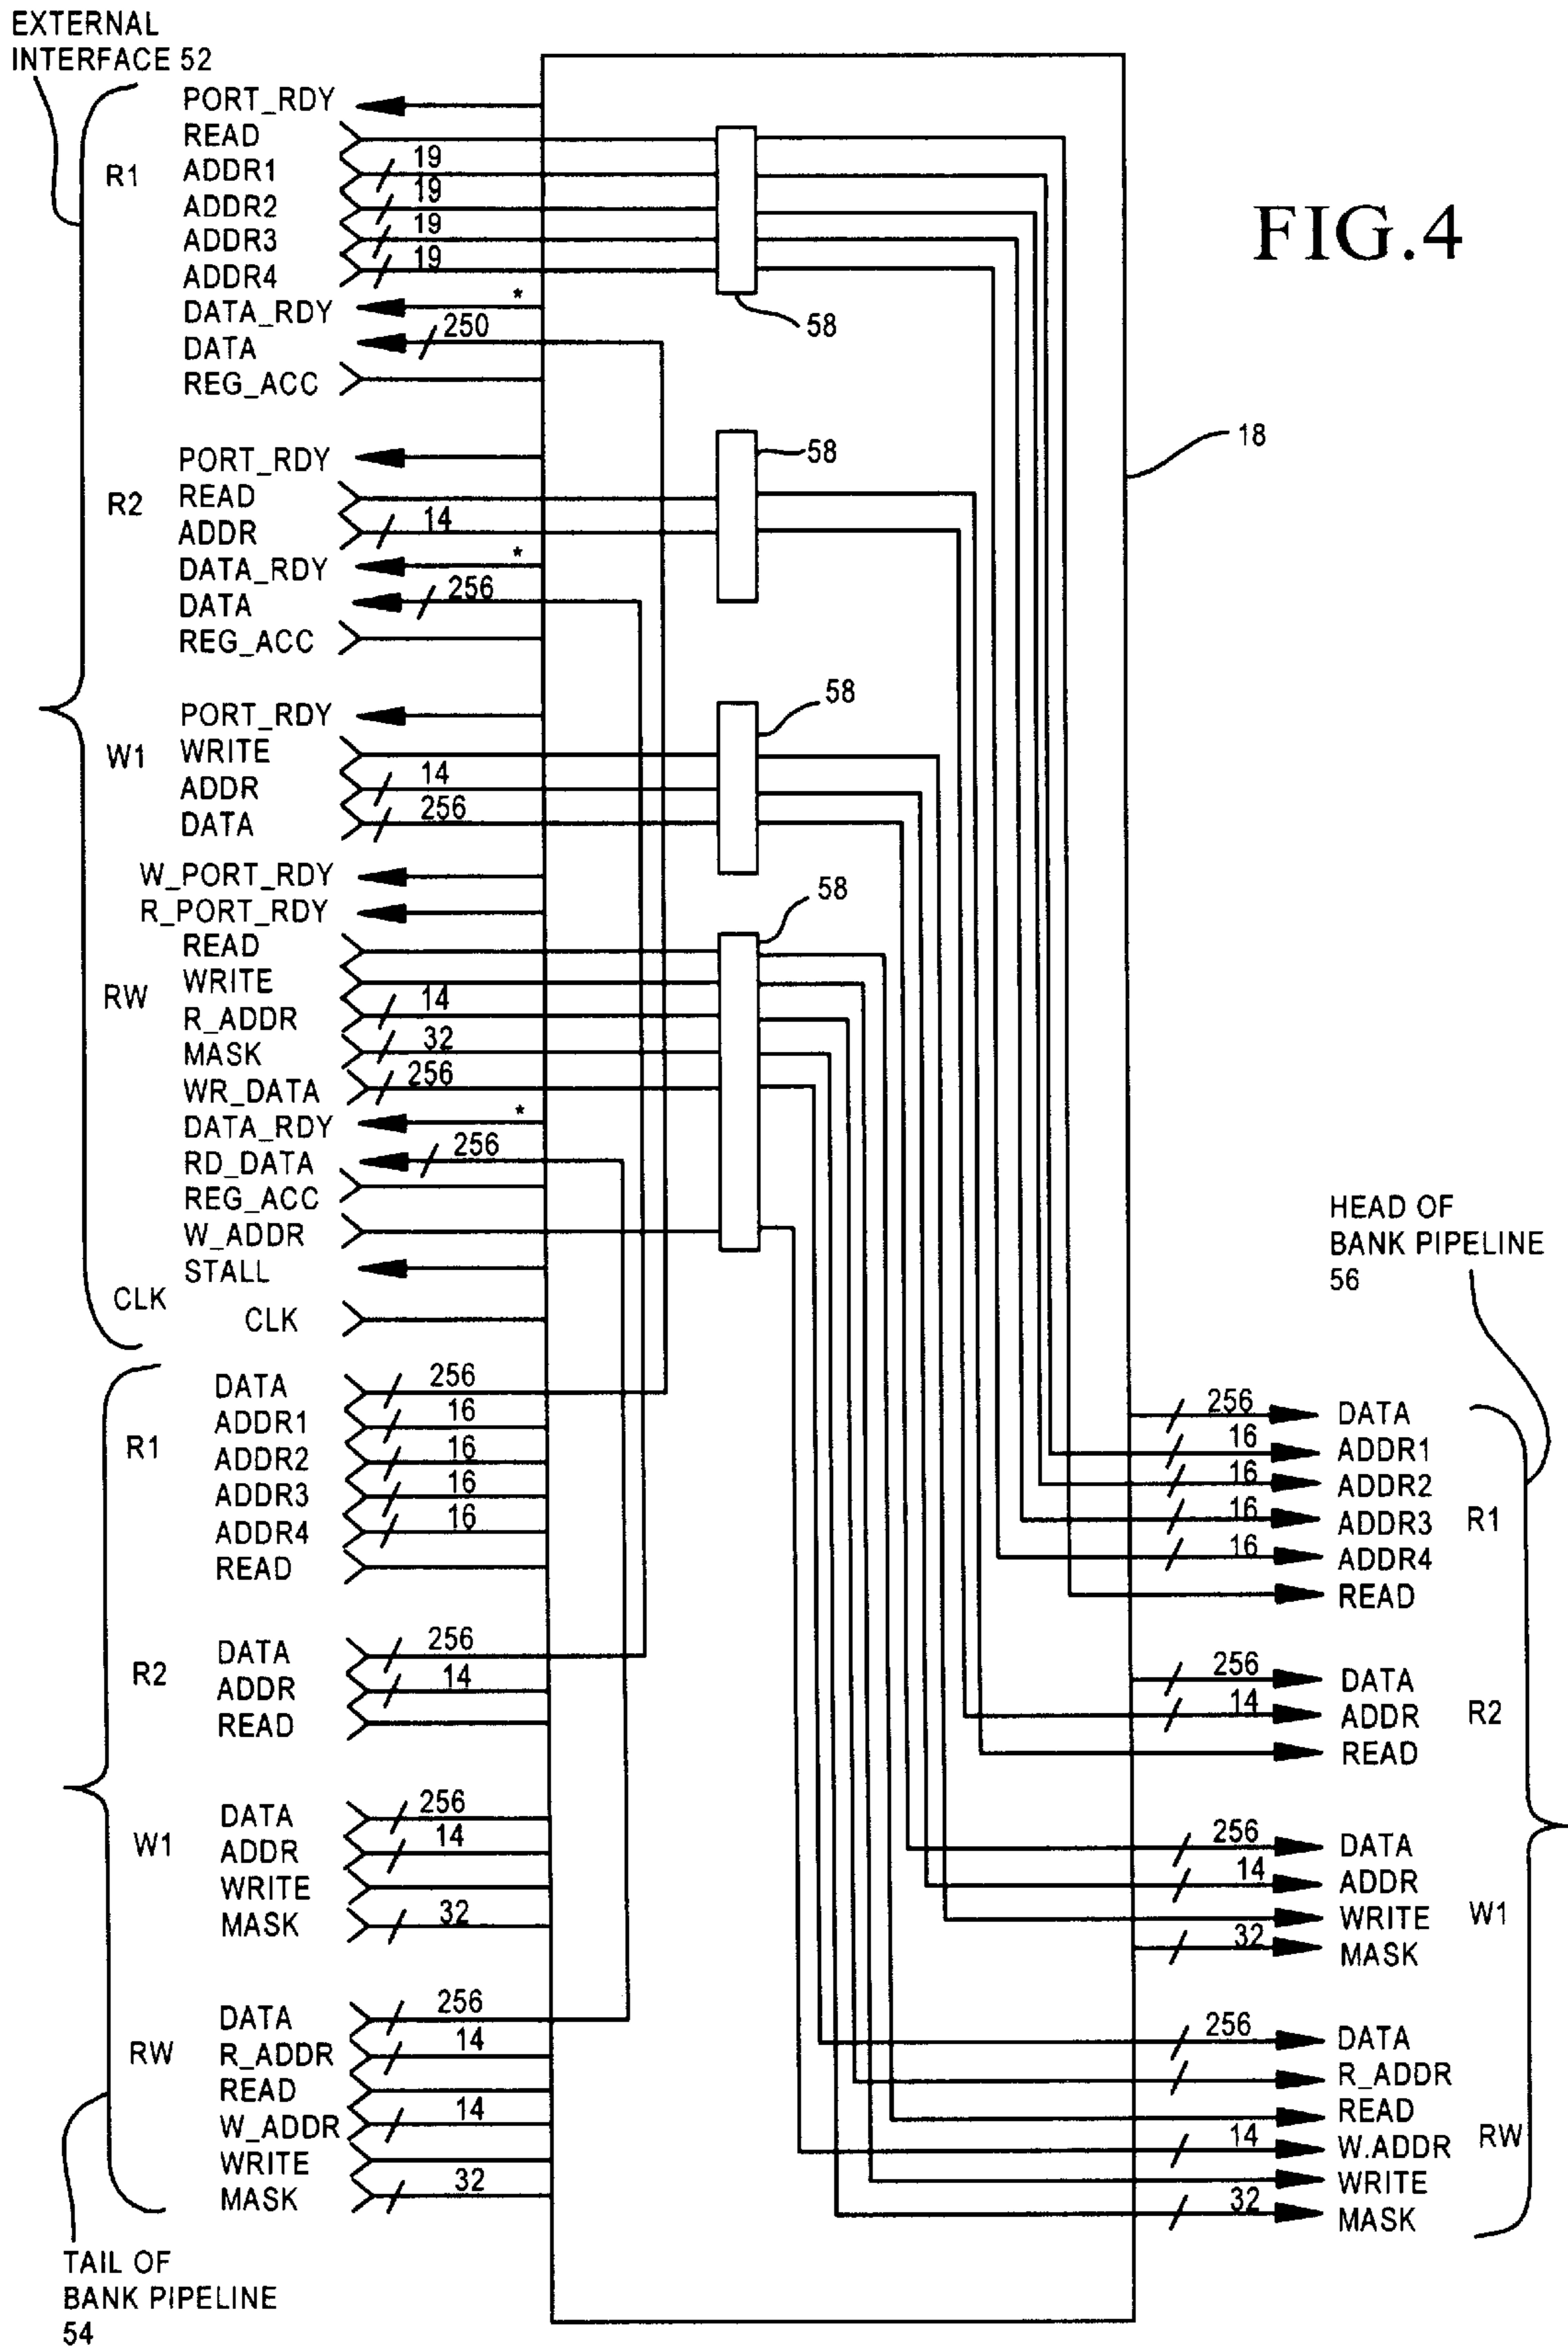 EXTERNAL
INTERFACE 52
FIG.4
R1
PORT_RDY
READ
ADDR1 19
ADDR2 19
ADDR3 19
ADDR4 19
DATA_RDY *
DATA 250
REG_ACC
58
18
R2
PORT_RDY
READ
ADDR 14
DATA_RDY *
DATA 256
REG_ACC
58
W1
PORT_RDY
WRITE
ADDR 14
DATA 256
58
RW
W_PORT_RDY
R_PORT_RDY
READ
WRITE
R_ADDR 14
MASK 32
WR_DATA 256
DATA_RDY *
RD_DATA 256
REG_ACC
W_ADDR
STALL
58
CLK
CLK
R1
DATA 256
ADDR1 16
ADDR2 16
ADDR3 16
ADDR4 16
READ
R2
DATA 256
ADDR 14
READ
W1
DATA 256
ADDR 14
WRITE
MASK 32
RW
DATA 256
R_ADDR 14
READ
W_ADDR 14
WRITE
MASK 32
TAIL OF
BANK PIPELINE
54
HEAD OF
BANK PIPELINE
56
256 DATA
16 ADDR1
16 ADDR2
16 ADDR3
16 ADDR4
READ
R1
256 DATA
14 ADDR
READ
R2
256 DATA
14 ADDR
WRITE
32 MASK
W1
256 DATA
R_ADDR
READ
14 W.ADDR
WRITE
32 MASK
RW